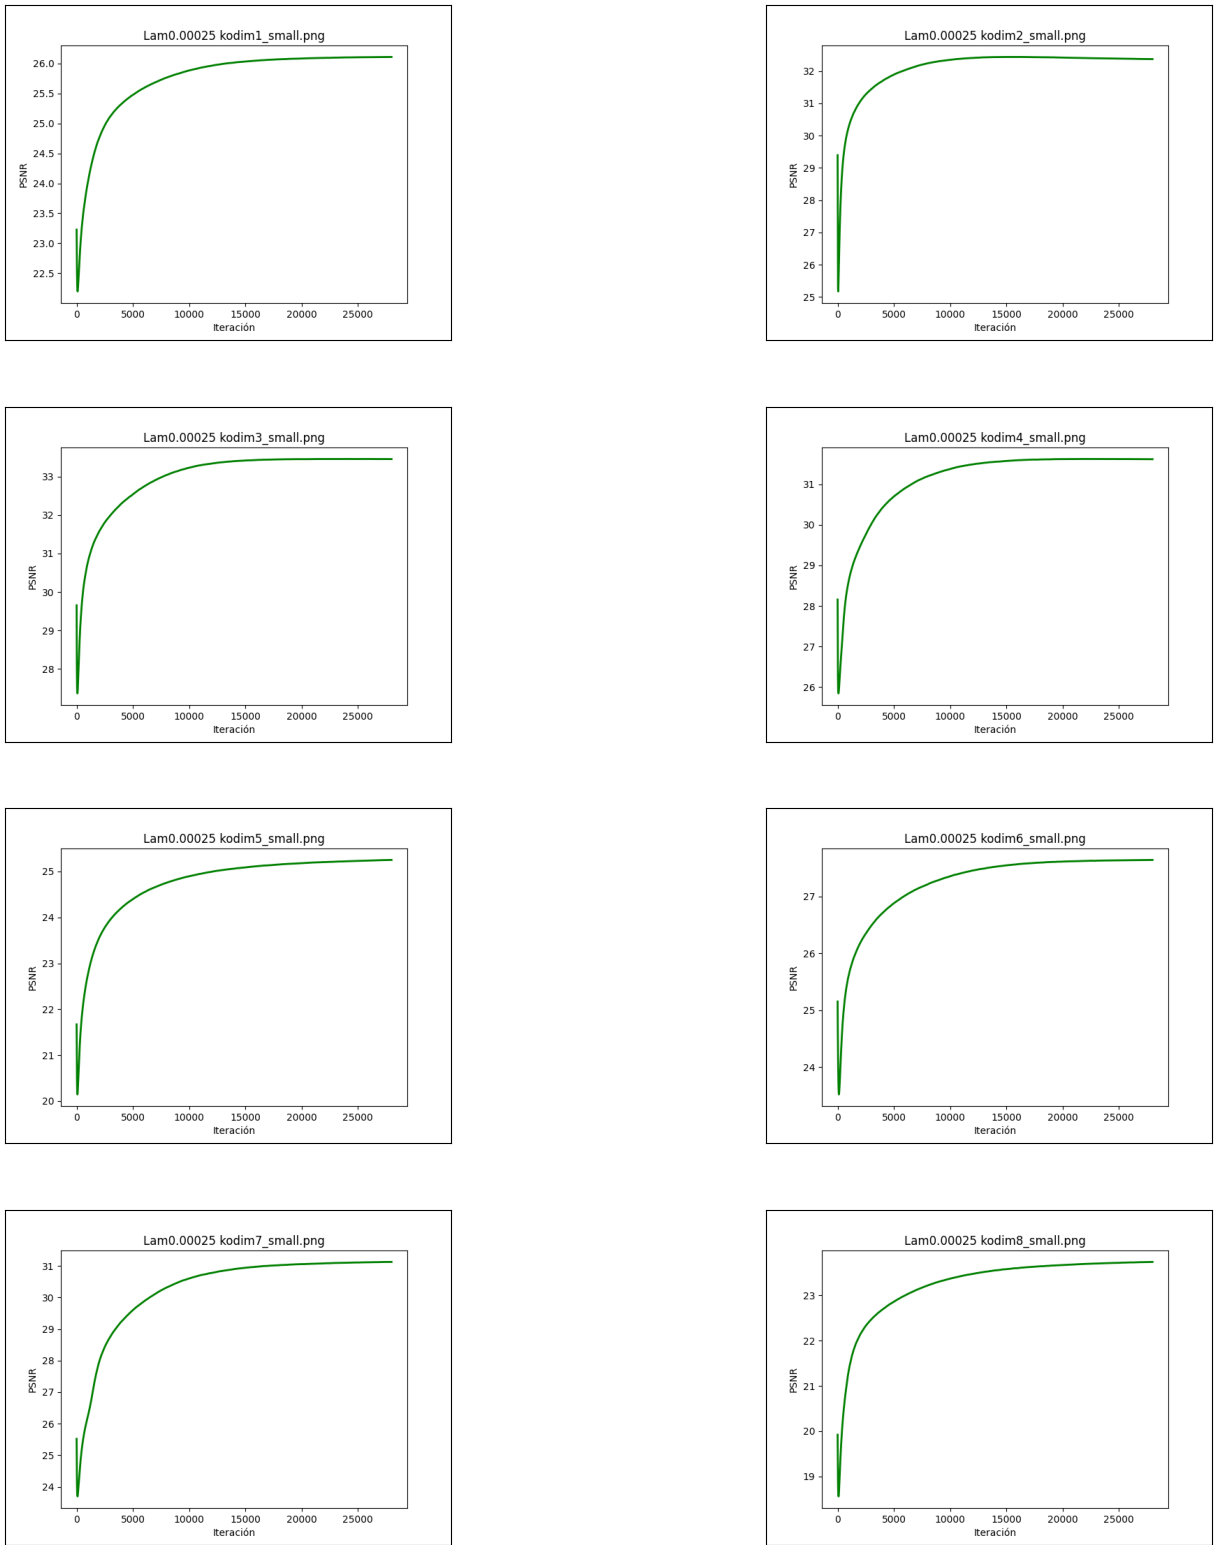 Lam0.00025 kodim1_small.png
PSNR
26.0
25.5
25.0
24.5
24.0
23.5
23.0
22.5
0 5000 10000 15000 20000 25000
Iteración
Lam0.00025 kodim2_small.png
PSNR
32
31
30
29
28
27
26
25
0 5000 10000 15000 20000 25000
Iteración
Lam0.00025 kodim3_small.png
PSNR
33
32
31
30
29
28
0 5000 10000 15000 20000 25000
Iteración
Lam0.00025 kodim4_small.png
PSNR
31
30
29
28
27
26
0 5000 10000 15000 20000 25000
Iteración
Lam0.00025 kodim5_small.png
PSNR
25
24
23
22
21
20
0 5000 10000 15000 20000 25000
Iteración
Lam0.00025 kodim6_small.png
PSNR
27
26
25
24
0 5000 10000 15000 20000 25000
Iteración
Lam0.00025 kodim7_small.png
PSNR
31
30
29
28
27
26
25
24
0 5000 10000 15000 20000 25000
Iteración
Lam0.00025 kodim8_small.png
PSNR
23
22
21
20
19
0 5000 10000 15000 20000 25000
Iteración